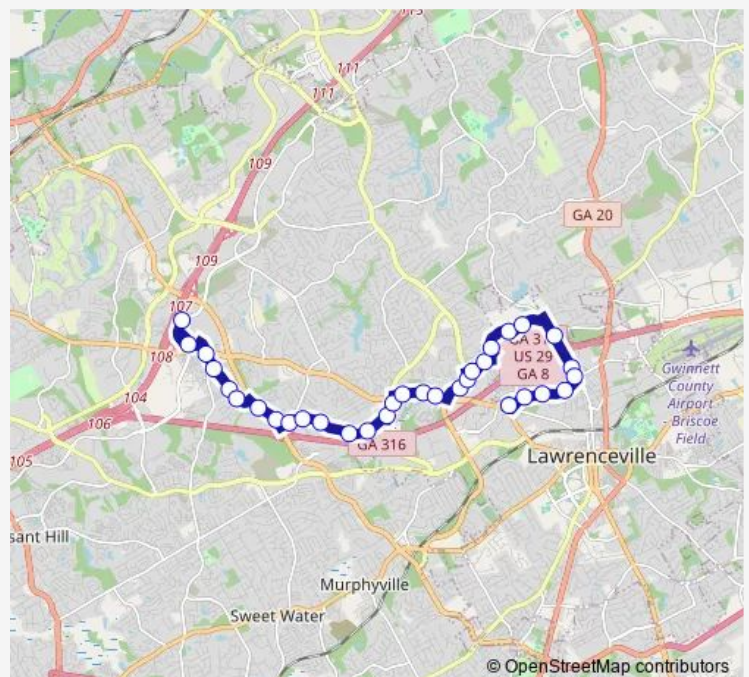 113
111
111
109
GA 20
109
107
108
GA 31
US 29
GA 8
Gwinnett
County
Airport
- Briscoe
Field
104
106
105
GA 316
Lawrenceville
sant Hill
Murphyville
Sweet Water
© OpenStreetMap contributors